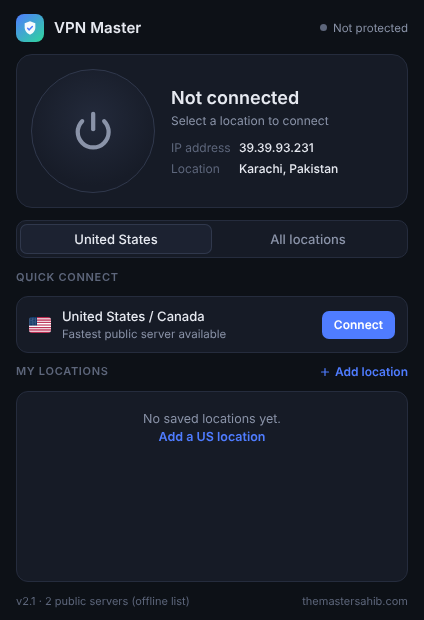 VPN Master
Not protected
Not connected
Select a location to connect
IP address 39.39.93.231
Location Karachi, Pakistan
United States
All locations
QUICK CONNECT
United States / Canada
Fastest public server available
Connect
MY LOCATIONS
+ Add location
No saved locations yet.
Add a US location
v2.1 · 2 public servers (offline list)
themastersahib.com